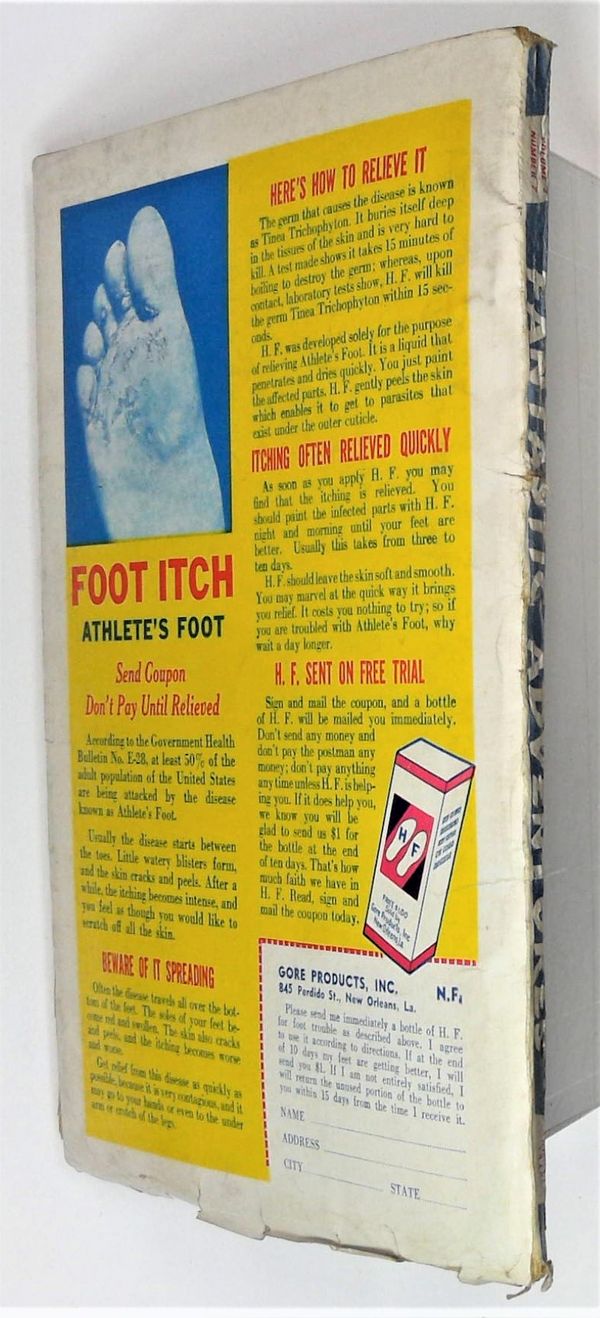 FOOT ITCH
ATHLETE'S FOOT
Send Coupon
Don't Pay Until Relieved
According to the Government Health
Bulletin No. E-28, at least 50% of the
adult population of the United States
are being attacked by the disease
known as Athlete's Foot.
Usually the disease starts between
the toes. Little watery blisters form,
and the skin cracks and peels. After a
while, the itching becomes intense, and
you feel as though you would like to
scratch off all the skin.
BEWARE OF IT SPREADING
Often the disease travels all over the bot-
tom of the feet. The soles of your feet be-
come red and swollen. The skin also cracks
and peels, and the itching becomes worse
and worse.
Get relief from this disease as quickly as
possible, because it is very contagious, and it
may go to your hands or even to the under
arm or crotch of the legs.
HERE'S HOW TO RELIEVE IT
The germ that causes the disease is known
as Tinea Trichophyton. It buries itself deep
in the tissues of the skin and is very hard to
kill. A test made shows it takes 15 minutes of
boiling to destroy the germ; whereas, upon
contact, laboratory tests show, H. F. will kill
the germ Tinea Trichophyton within 15 sec-
onds.
H. F. was developed solely for the purpose
of relieving Athlete's Foot. It is a liquid that
penetrates and dries quickly. You just paint
the affected parts. H. F. gently peels the skin
which enables it to get to parasites that
exist under the outer cuticle.
ITCHING OFTEN RELIEVED QUICKLY
As soon as you apply H. F. you may
find that the itching is relieved. You
should paint the infected parts with H. F.
night and morning until your feet are
better. Usually this takes from three to
ten days.
H. F. should leave the skin soft and smooth.
You may marvel at the quick way it brings
you relief. It costs you nothing to try; so if
you are troubled with Athlete's Foot, why
wait a day longer.
H. F. SENT ON FREE TRIAL
Sign and mail the coupon, and a bottle
of H. F. will be mailed you immediately.
Don't send any money and
don't pay the postman any
money; don't pay anything
any time unless H. F. is help-
ing you. If it does help you,
we know you will be
glad to send us $1 for
the bottle at the end
of ten days. That's how
much faith we have in
H. F. Read, sign and
mail the coupon today.
H F
PRICE $1.00
Sold by
Gore Products, Inc.
New Orleans, La.
GORE PRODUCTS, INC. N.F.
845 Perdido St., New Orleans, La.
Please send me immediately a bottle of H. F.
for foot trouble as described above. I agree
to use it according to directions. If at the end
of 10 days my feet are getting better, I will
send you $1. If I am not entirely satisfied, I
will return the unused portion of the bottle to
you within 15 days from the time I receive it.
NAME
ADDRESS
CITY STATE
VOLUME
NUMBER 7
FANTASTIC ADVENTURES